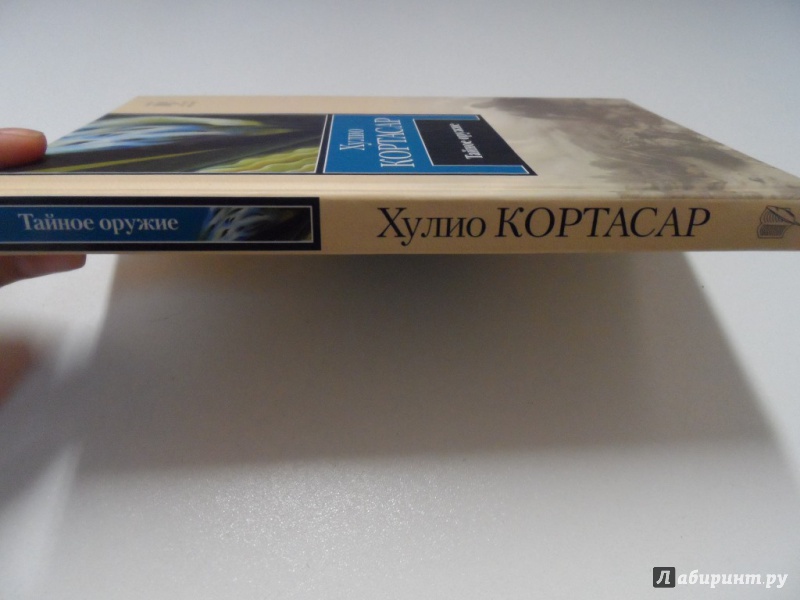 Хулио
КОРТАСАР
Тайное оружие
Тайное оружие
Хулио КОРТАСАР
Лабиринт.ру